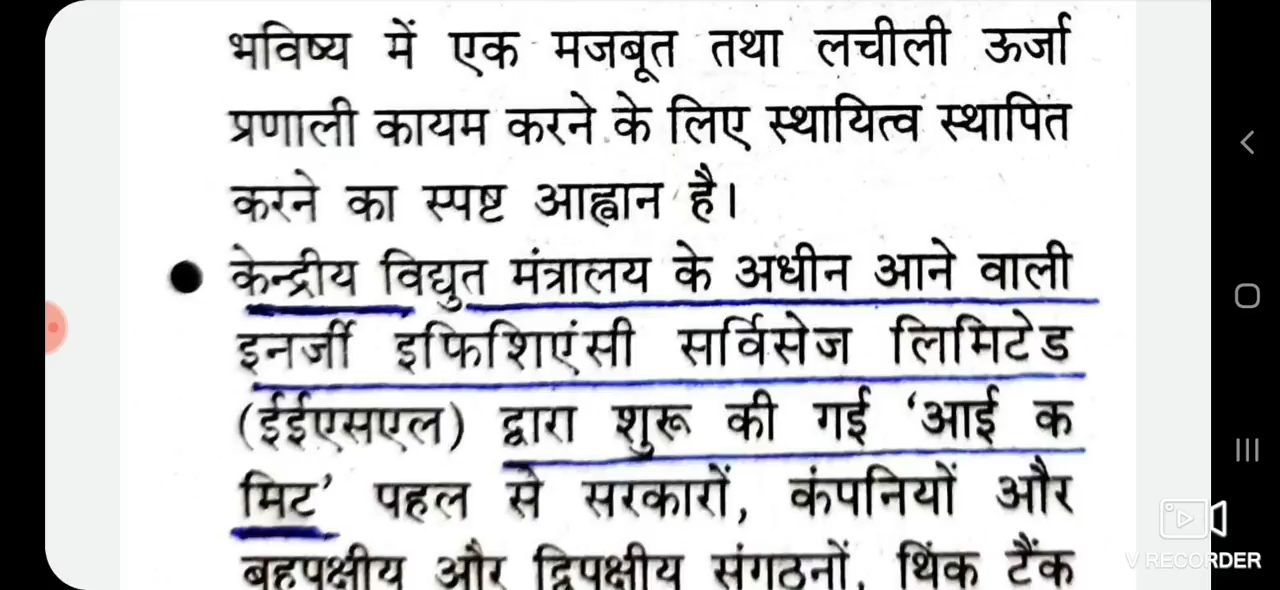 भविष्य में एक मजबूत तथा लचीली ऊर्जा
प्रणाली कायम करने के लिए स्थायित्व स्थापित
करने का स्पष्ट आह्वान है।
● केन्द्रीय विद्युत मंत्रालय के अधीन आने वाली
इनर्जी इफिशिएंसी सर्विसेज लिमिटेड
(ईईएसएल) द्वारा शुरू की गई ‘आई क
मिट’ पहल से सरकारों, कंपनियों और
बहुपक्षीय और द्विपक्षीय संगठनों, थिंक टैंक
V RECORDER